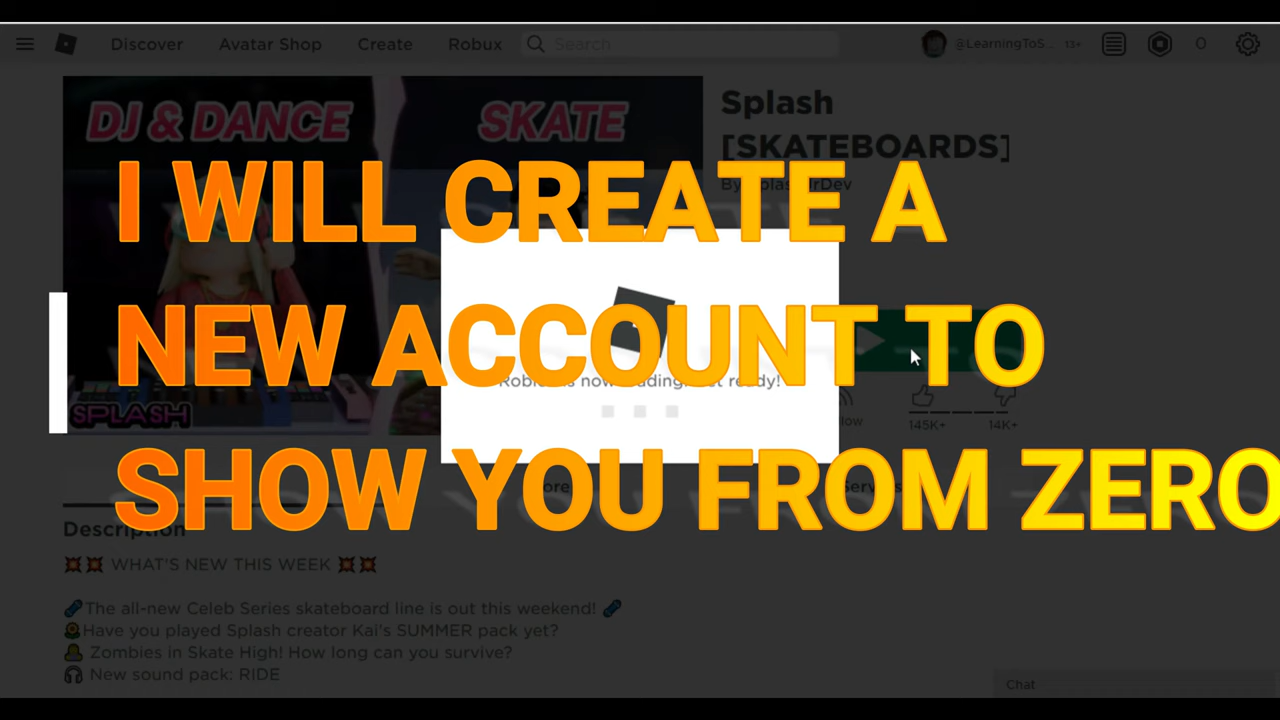 Discover Avatar Shop Create Robux Search @LearningToS... 13+ 0
DJ & DANCE SKATE
Splash
[SKATEBOARDS]
I WILL CREATE A
NEW ACCOUNT TO
SHOW YOU FROM ZERO
145K+ 14K+
SPLASH
Description
WHAT'S NEW THIS WEEK
The all-new Celeb Series skateboard line is out this weekend!
Have you played Splash creator Kai's SUMMER pack yet?
Zombies in Skate High! How long can you survive?
New sound pack: RIDE
Chat